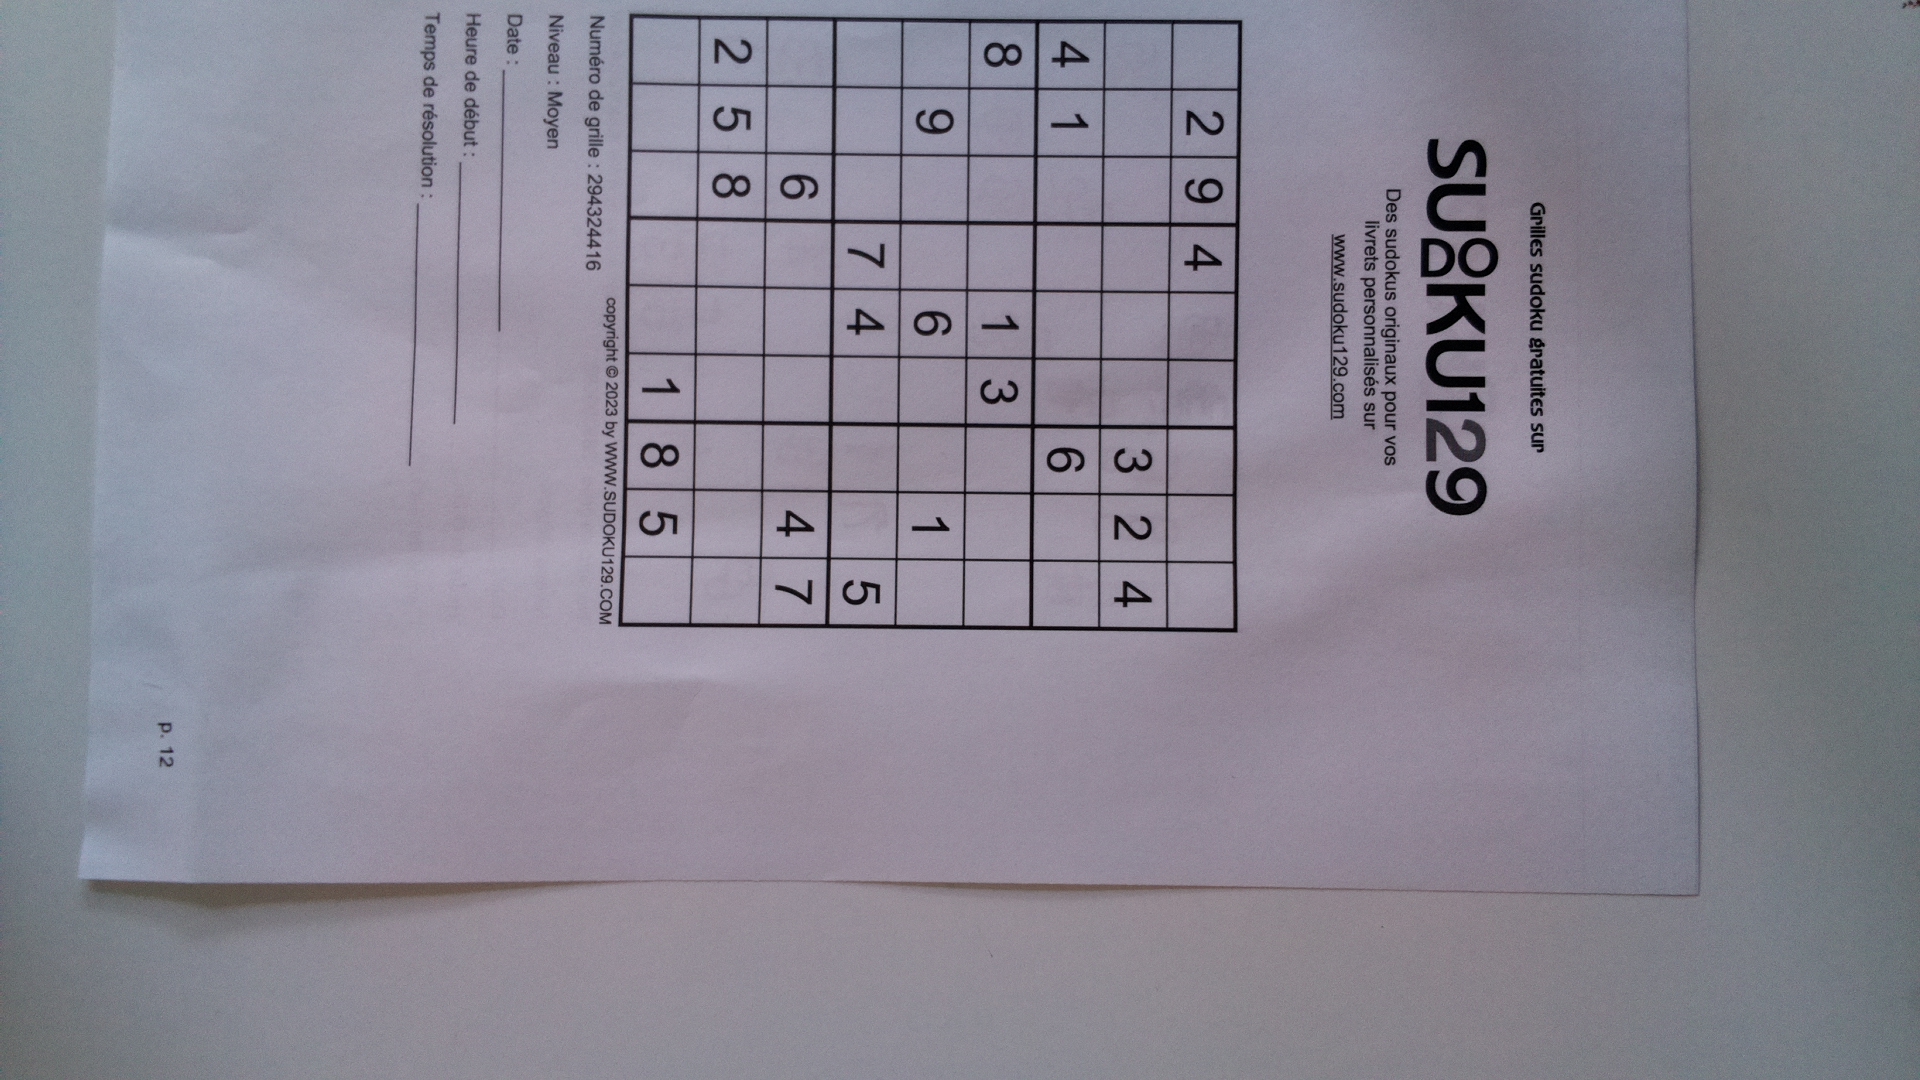 Grilles sudoku gratuites sur
SUDOKU129
Des sudokus originaux pour vos
livrets personnalisés sur
www.sudoku129.com
2 9 4
3 2 4
4 1 6
8 1 3
9 6 1
7 4 5
6 4 7
2 5 8
1 8 5
copyright © 2023 by WWW.SUDOKU129.COM
Numéro de grille : 294324416
Niveau : Moyen
Date :
Heure de début :
Temps de résolution :
p. 12